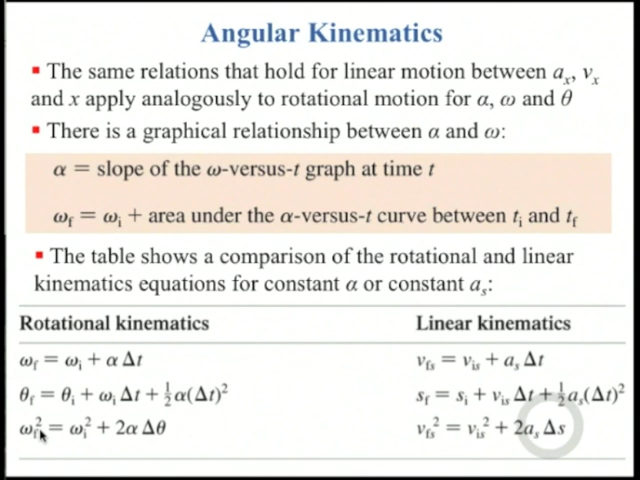 Angular Kinematics
▪ The same relations that hold for linear motion between aₓ, vₓ
and x apply analogously to rotational motion for α, ω and θ
▪ There is a graphical relationship between α and ω:
α = slope of the ω-versus-t graph at time t
ω_f = ω_i + area under the α-versus-t curve between t_i and t_f
▪ The table shows a comparison of the rotational and linear
kinematics equations for constant α or constant a_s:
Rotational kinematics Linear kinematics
ω_f = ω_i + α Δt v_fs = v_is + a_s Δt
θ_f = θ_i + ω_i Δt + ½α(Δt)² s_f = s_i + v_is Δt + ½a_s(Δt)²
ω_f² = ω_i² + 2α Δθ v_fs² = v_is² + 2a_s Δs